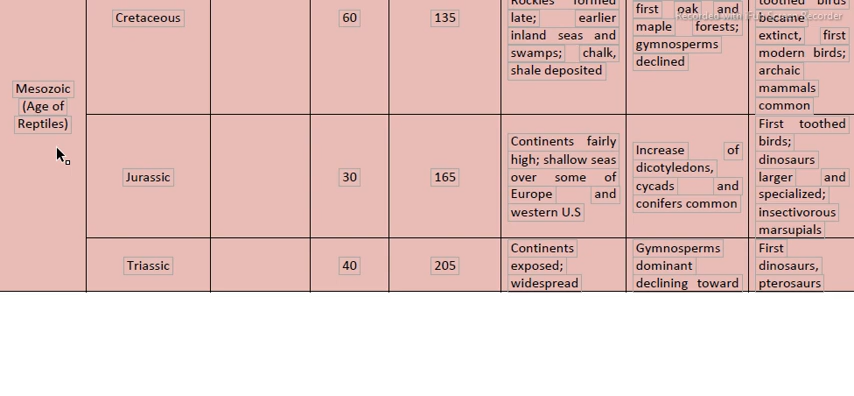 Mesozoic
(Age of
Reptiles)
Cretaceous
60
135
Rockies formed
late; earlier
inland seas and
swamps; chalk,
shale deposited
first oak and
maple forests;
gymnosperms
declined
toothed birds
became
extinct, first
modern birds;
archaic
mammals
common
Jurassic
30
165
Continents fairly
high; shallow seas
over some of
Europe and
western U.S
Increase of
dicotyledons,
cycads and
conifers common
First toothed
birds;
dinosaurs
larger and
specialized;
insectivorous
marsupials
Triassic
40
205
Continents
exposed;
widespread
Gymnosperms
dominant
declining toward
First
dinosaurs,
pterosaurs
Recorded with
Recorder